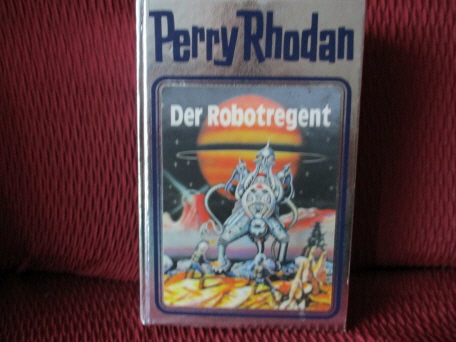 Perry Rhodan
Der Robotregent